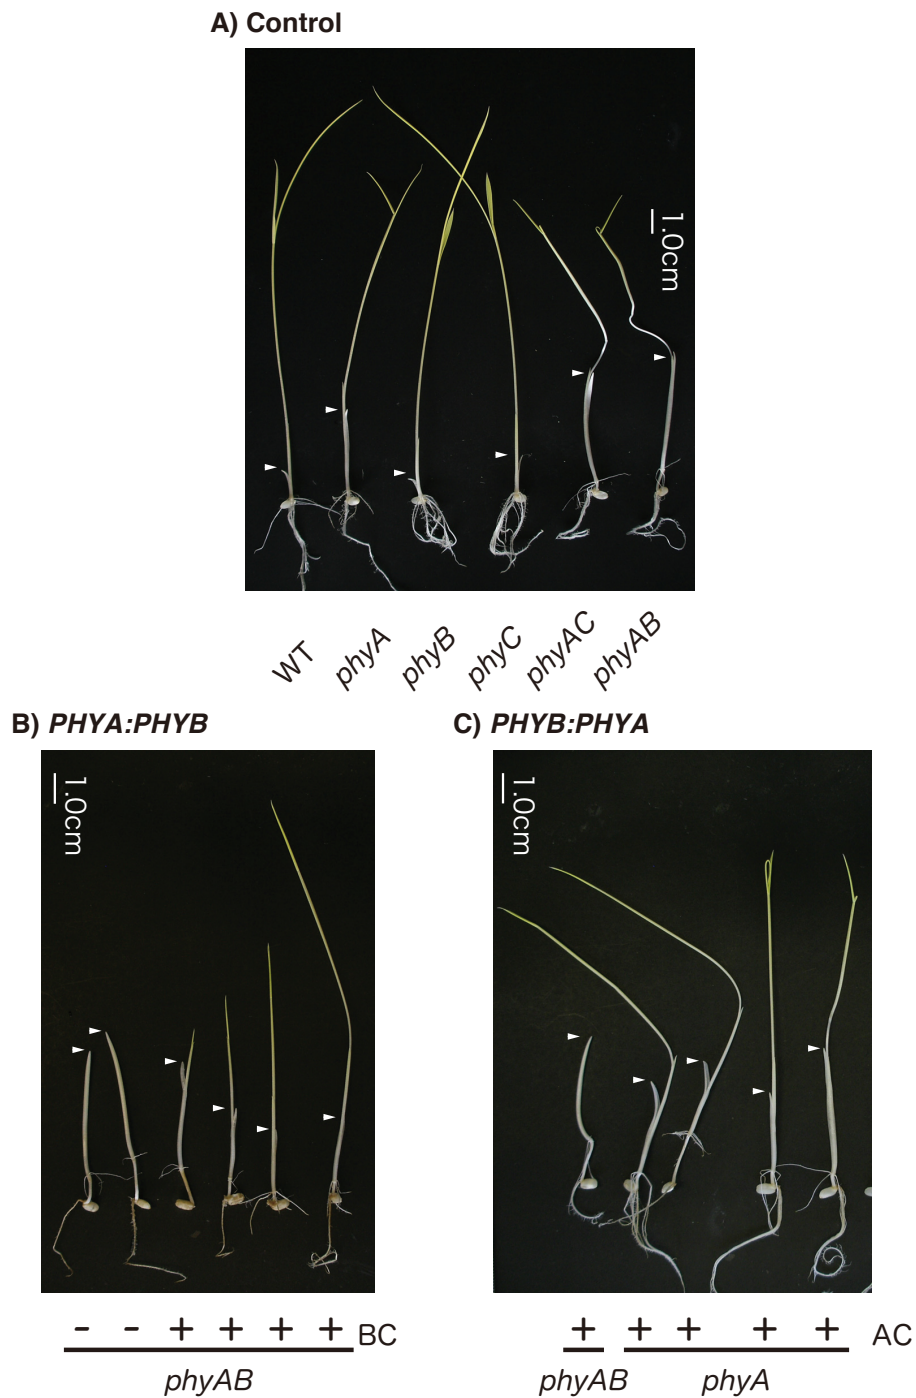 A) Control
1.0cm
WT phyA phyB phyC phyAC phyAB
B) PHYA:PHYB
C) PHYB:PHYA
1.0cm
1.0cm
- - + + + + BC
+ + + + + AC
phyAB
phyAB phyA